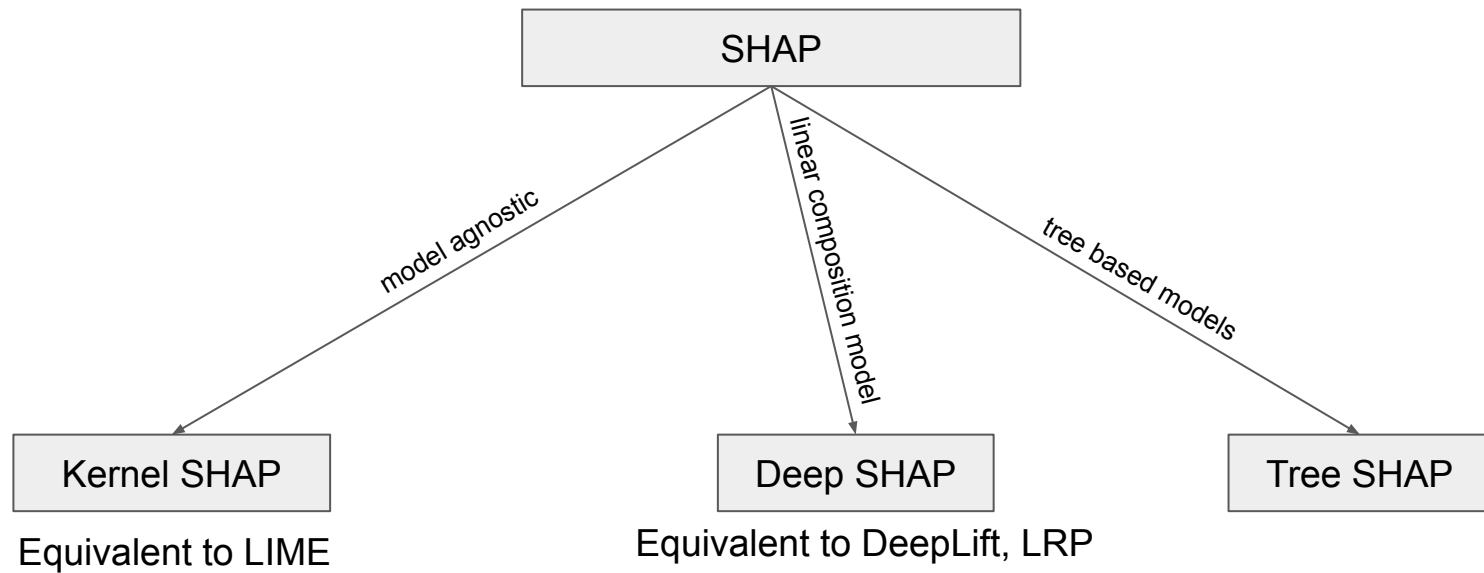 SHAP
model agnostic
linear composition model
tree based models
Kernel SHAP
Deep SHAP
Tree SHAP
Equivalent to LIME
Equivalent to DeepLift, LRP